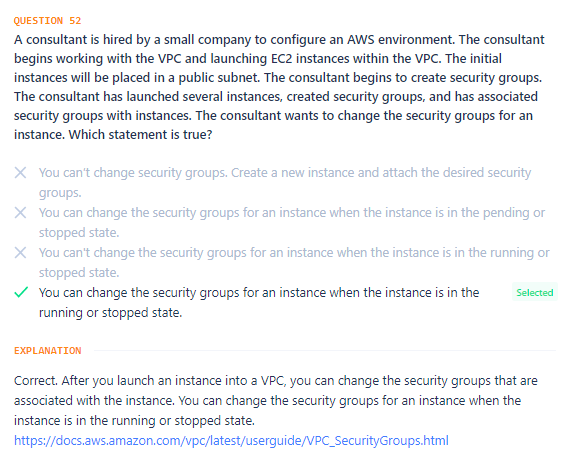 QUESTION 52
A consultant is hired by a small company to configure an AWS environment. The consultant
begins working with the VPC and launching EC2 instances within the VPC. The initial
instances will be placed in a public subnet. The consultant begins to create security groups.
The consultant has launched several instances, created security groups, and has associated
security groups with instances. The consultant wants to change the security groups for an
instance. Which statement is true?
You can't change security groups. Create a new instance and attach the desired security
groups.
You can change the security groups for an instance when the instance is in the pending or
stopped state.
You can't change the security groups for an instance when the instance is in the running or
stopped state.
You can change the security groups for an instance when the instance is in the
running or stopped state.
Selected
EXPLANATION
Correct. After you launch an instance into a VPC, you can change the security groups that are
associated with the instance. You can change the security groups for an instance when the
instance is in the running or stopped state.
https://docs.aws.amazon.com/vpc/latest/userguide/VPC_SecurityGroups.html